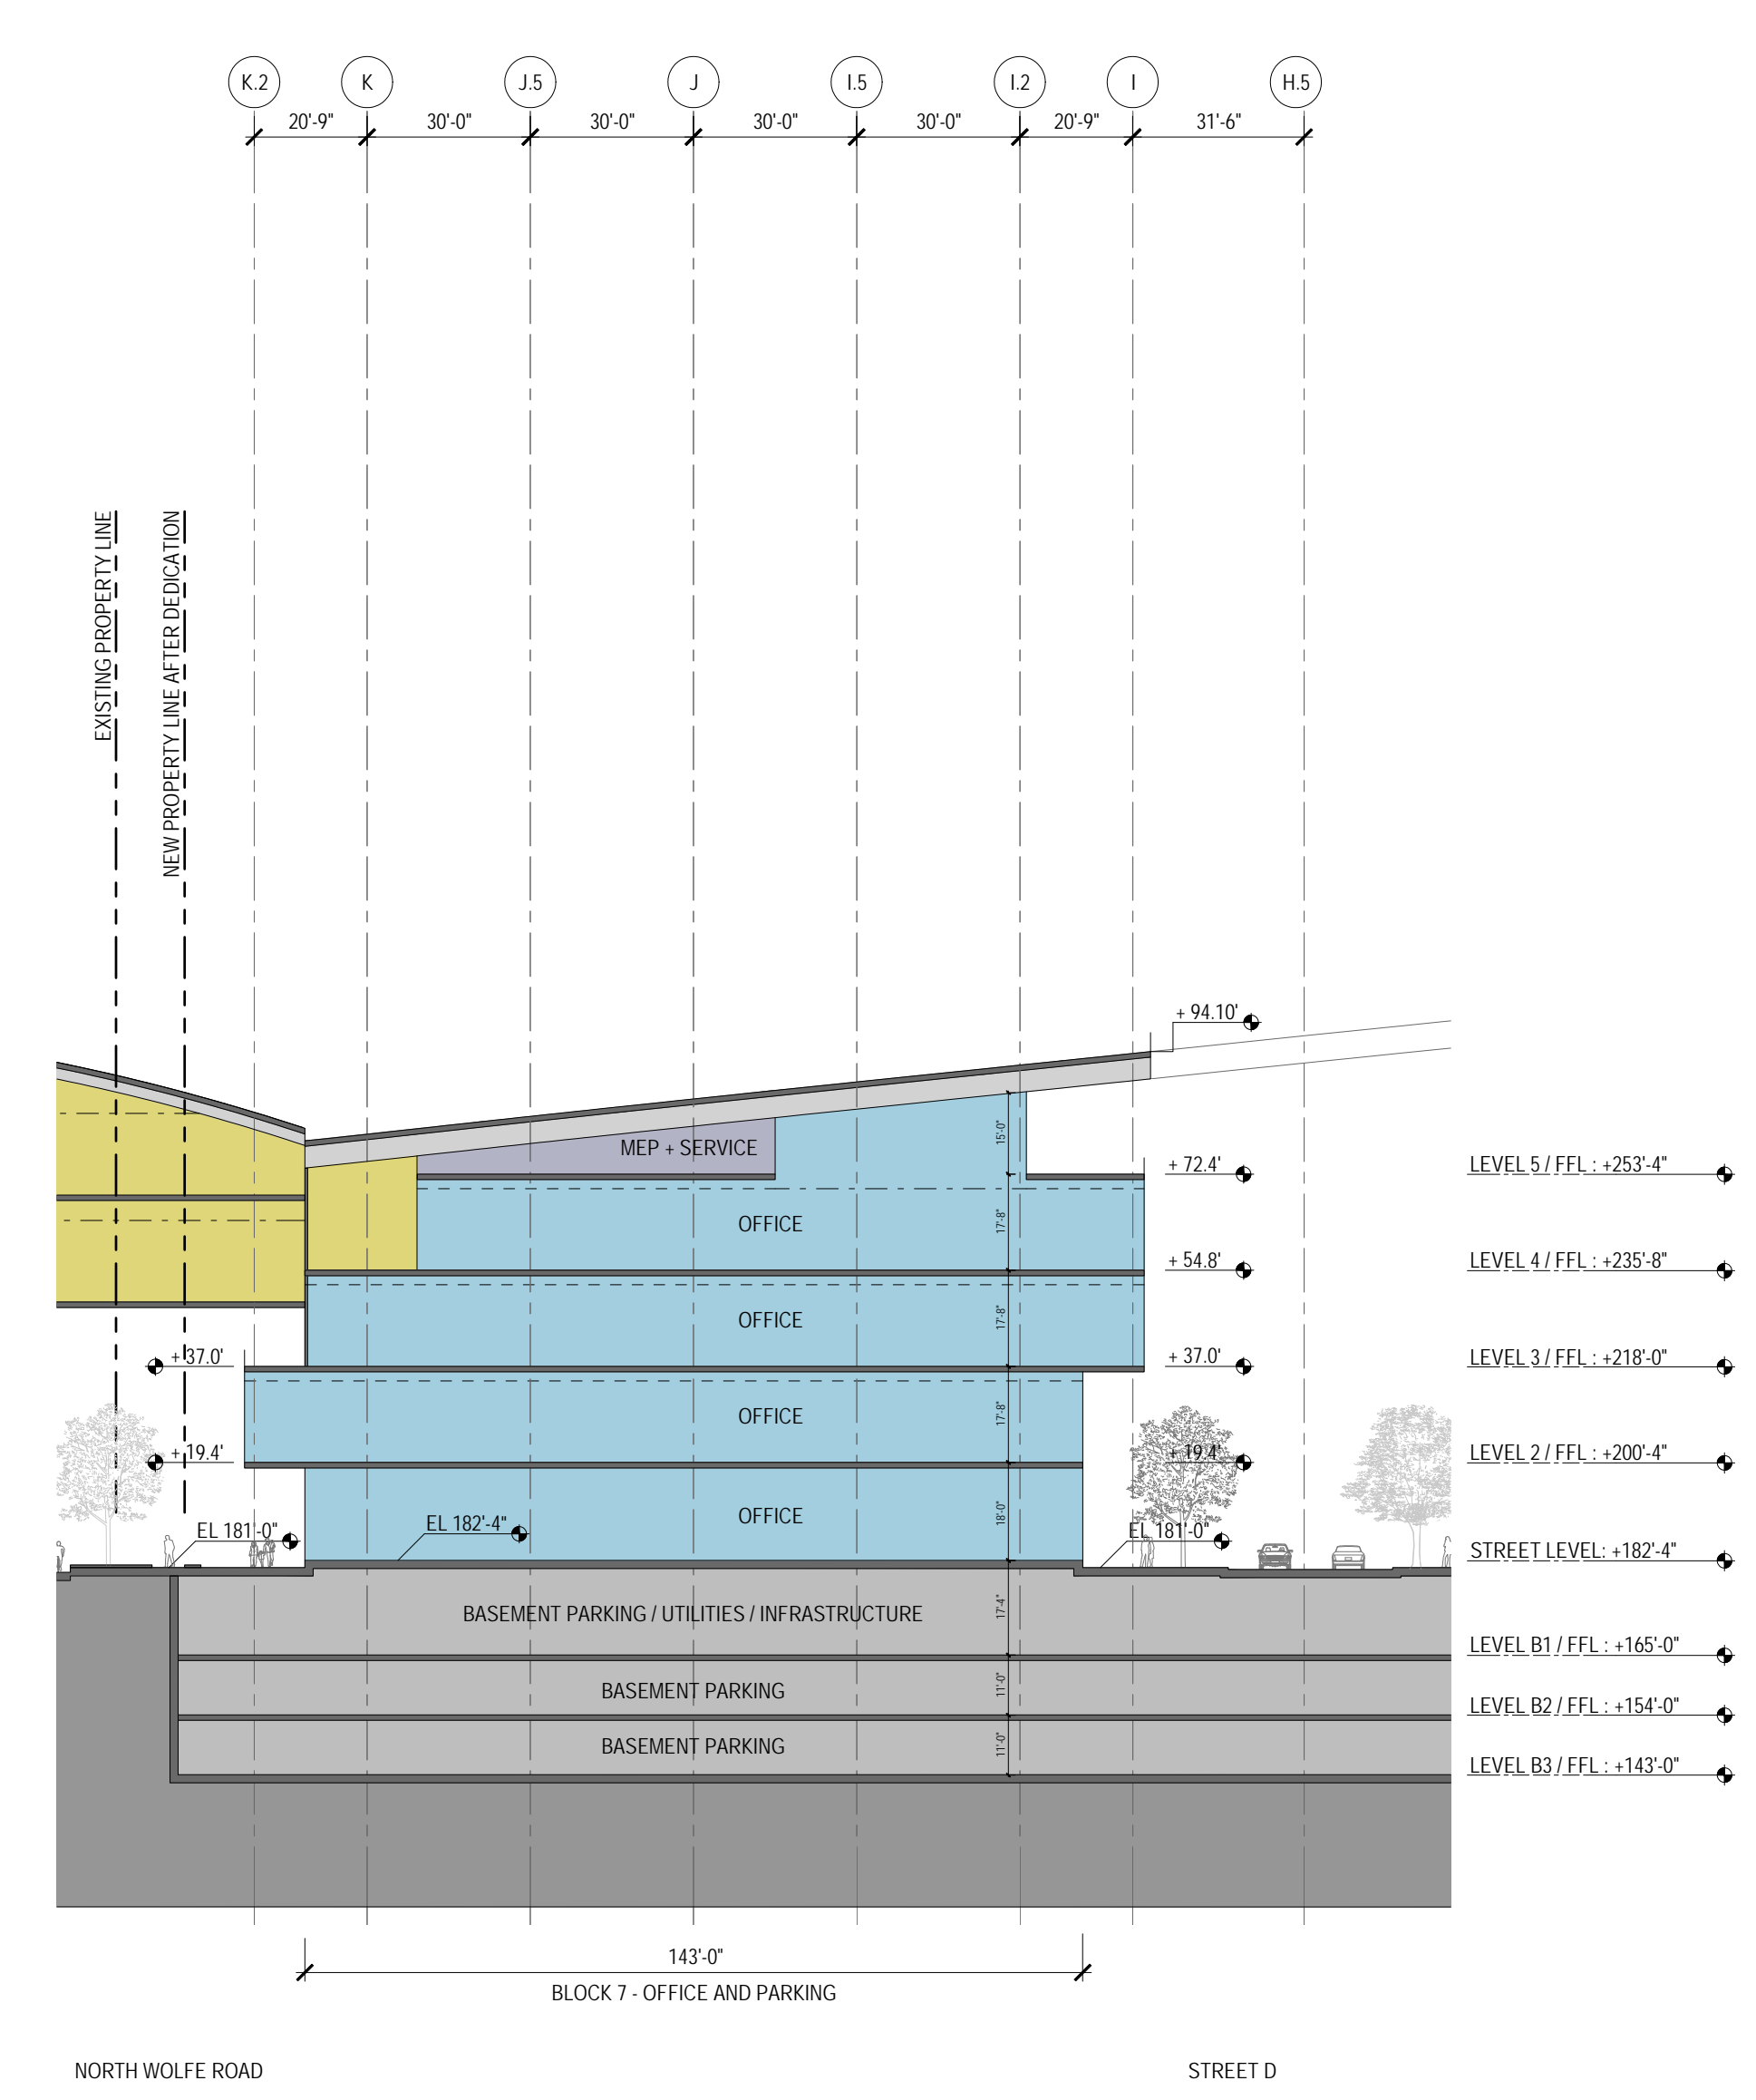 K.2 K J.5 J I.5 I.2 I H.5
20'-9" 30'-0" 30'-0" 30'-0" 30'-0" 20'-9" 31'-6"
EXISTING PROPERTY LINE
NEW PROPERTY LINE AFTER DEDICATION
+ 94.10'
15'-0"
MEP + SERVICE
+ 72.4'
LEVEL 5 / FFL : +253'-4"
OFFICE
17'-8"
+ 54.8'
LEVEL 4 / FFL : +235'-8"
OFFICE
17'-8"
+ 37.0'
+ 37.0'
LEVEL 3 / FFL : +218'-0"
OFFICE
17'-8"
+ 19.4'
+ 19.4'
LEVEL 2 / FFL : +200'-4"
OFFICE
18'-0"
EL 181'-0"
EL 182'-4"
EL 181'-0"
STREET LEVEL: +182'-4"
BASEMENT PARKING / UTILITIES / INFRASTRUCTURE
17'-4"
LEVEL B1 / FFL : +165'-0"
BASEMENT PARKING
11'-0"
LEVEL B2 / FFL : +154'-0"
BASEMENT PARKING
11'-0"
LEVEL B3 / FFL : +143'-0"
143'-0"
BLOCK 7 - OFFICE AND PARKING
NORTH WOLFE ROAD
STREET D